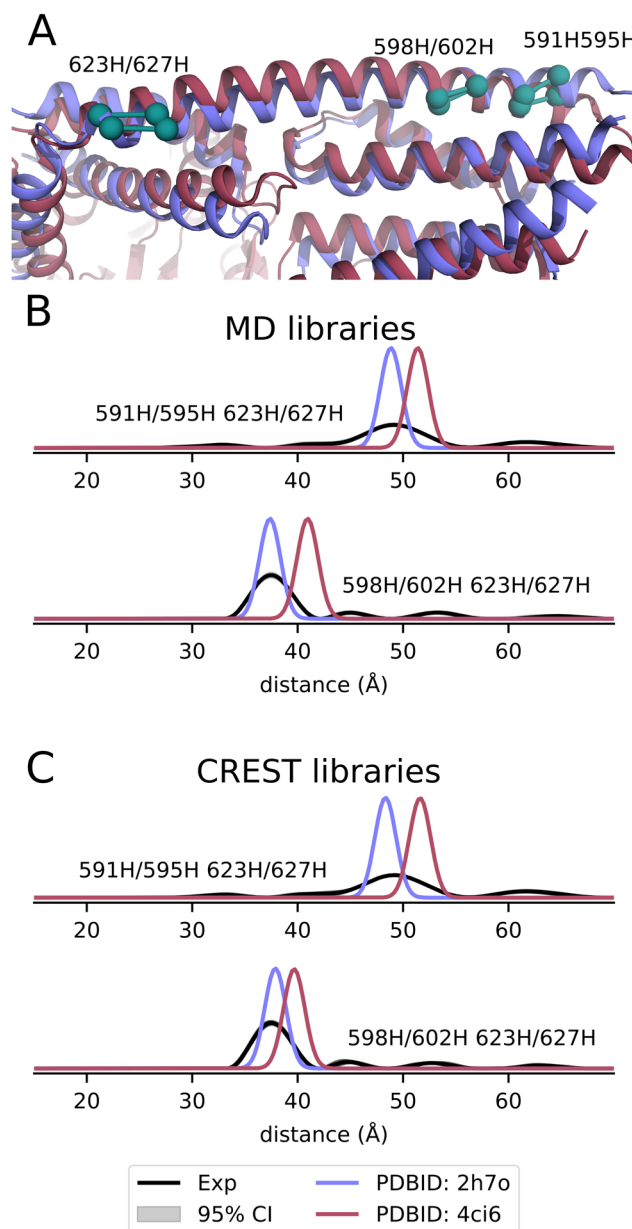 A
623H/627H
598H/602H
591H595H
B
MD libraries
591H/595H 623H/627H
20 30 40 50 60
598H/602H 623H/627H
20 30 40 50 60
distance (Å)
C
CREST libraries
591H/595H 623H/627H
20 30 40 50 60
598H/602H 623H/627H
20 30 40 50 60
distance (Å)
Exp
PDBID: 2h7o
95% CI
PDBID: 4ci6